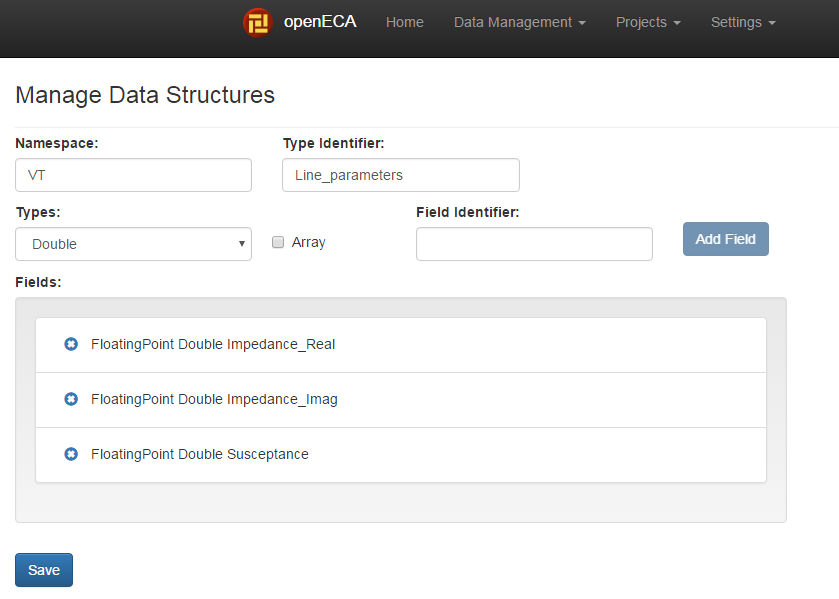 openECA Home Data Management Projects Settings
Manage Data Structures
Namespace: Type Identifier:
VT Line_parameters
Types: Field Identifier:
Double Array Add Field
Fields:
FloatingPoint Double Impedance_Real
FloatingPoint Double Impedance_Imag
FloatingPoint Double Susceptance
Save